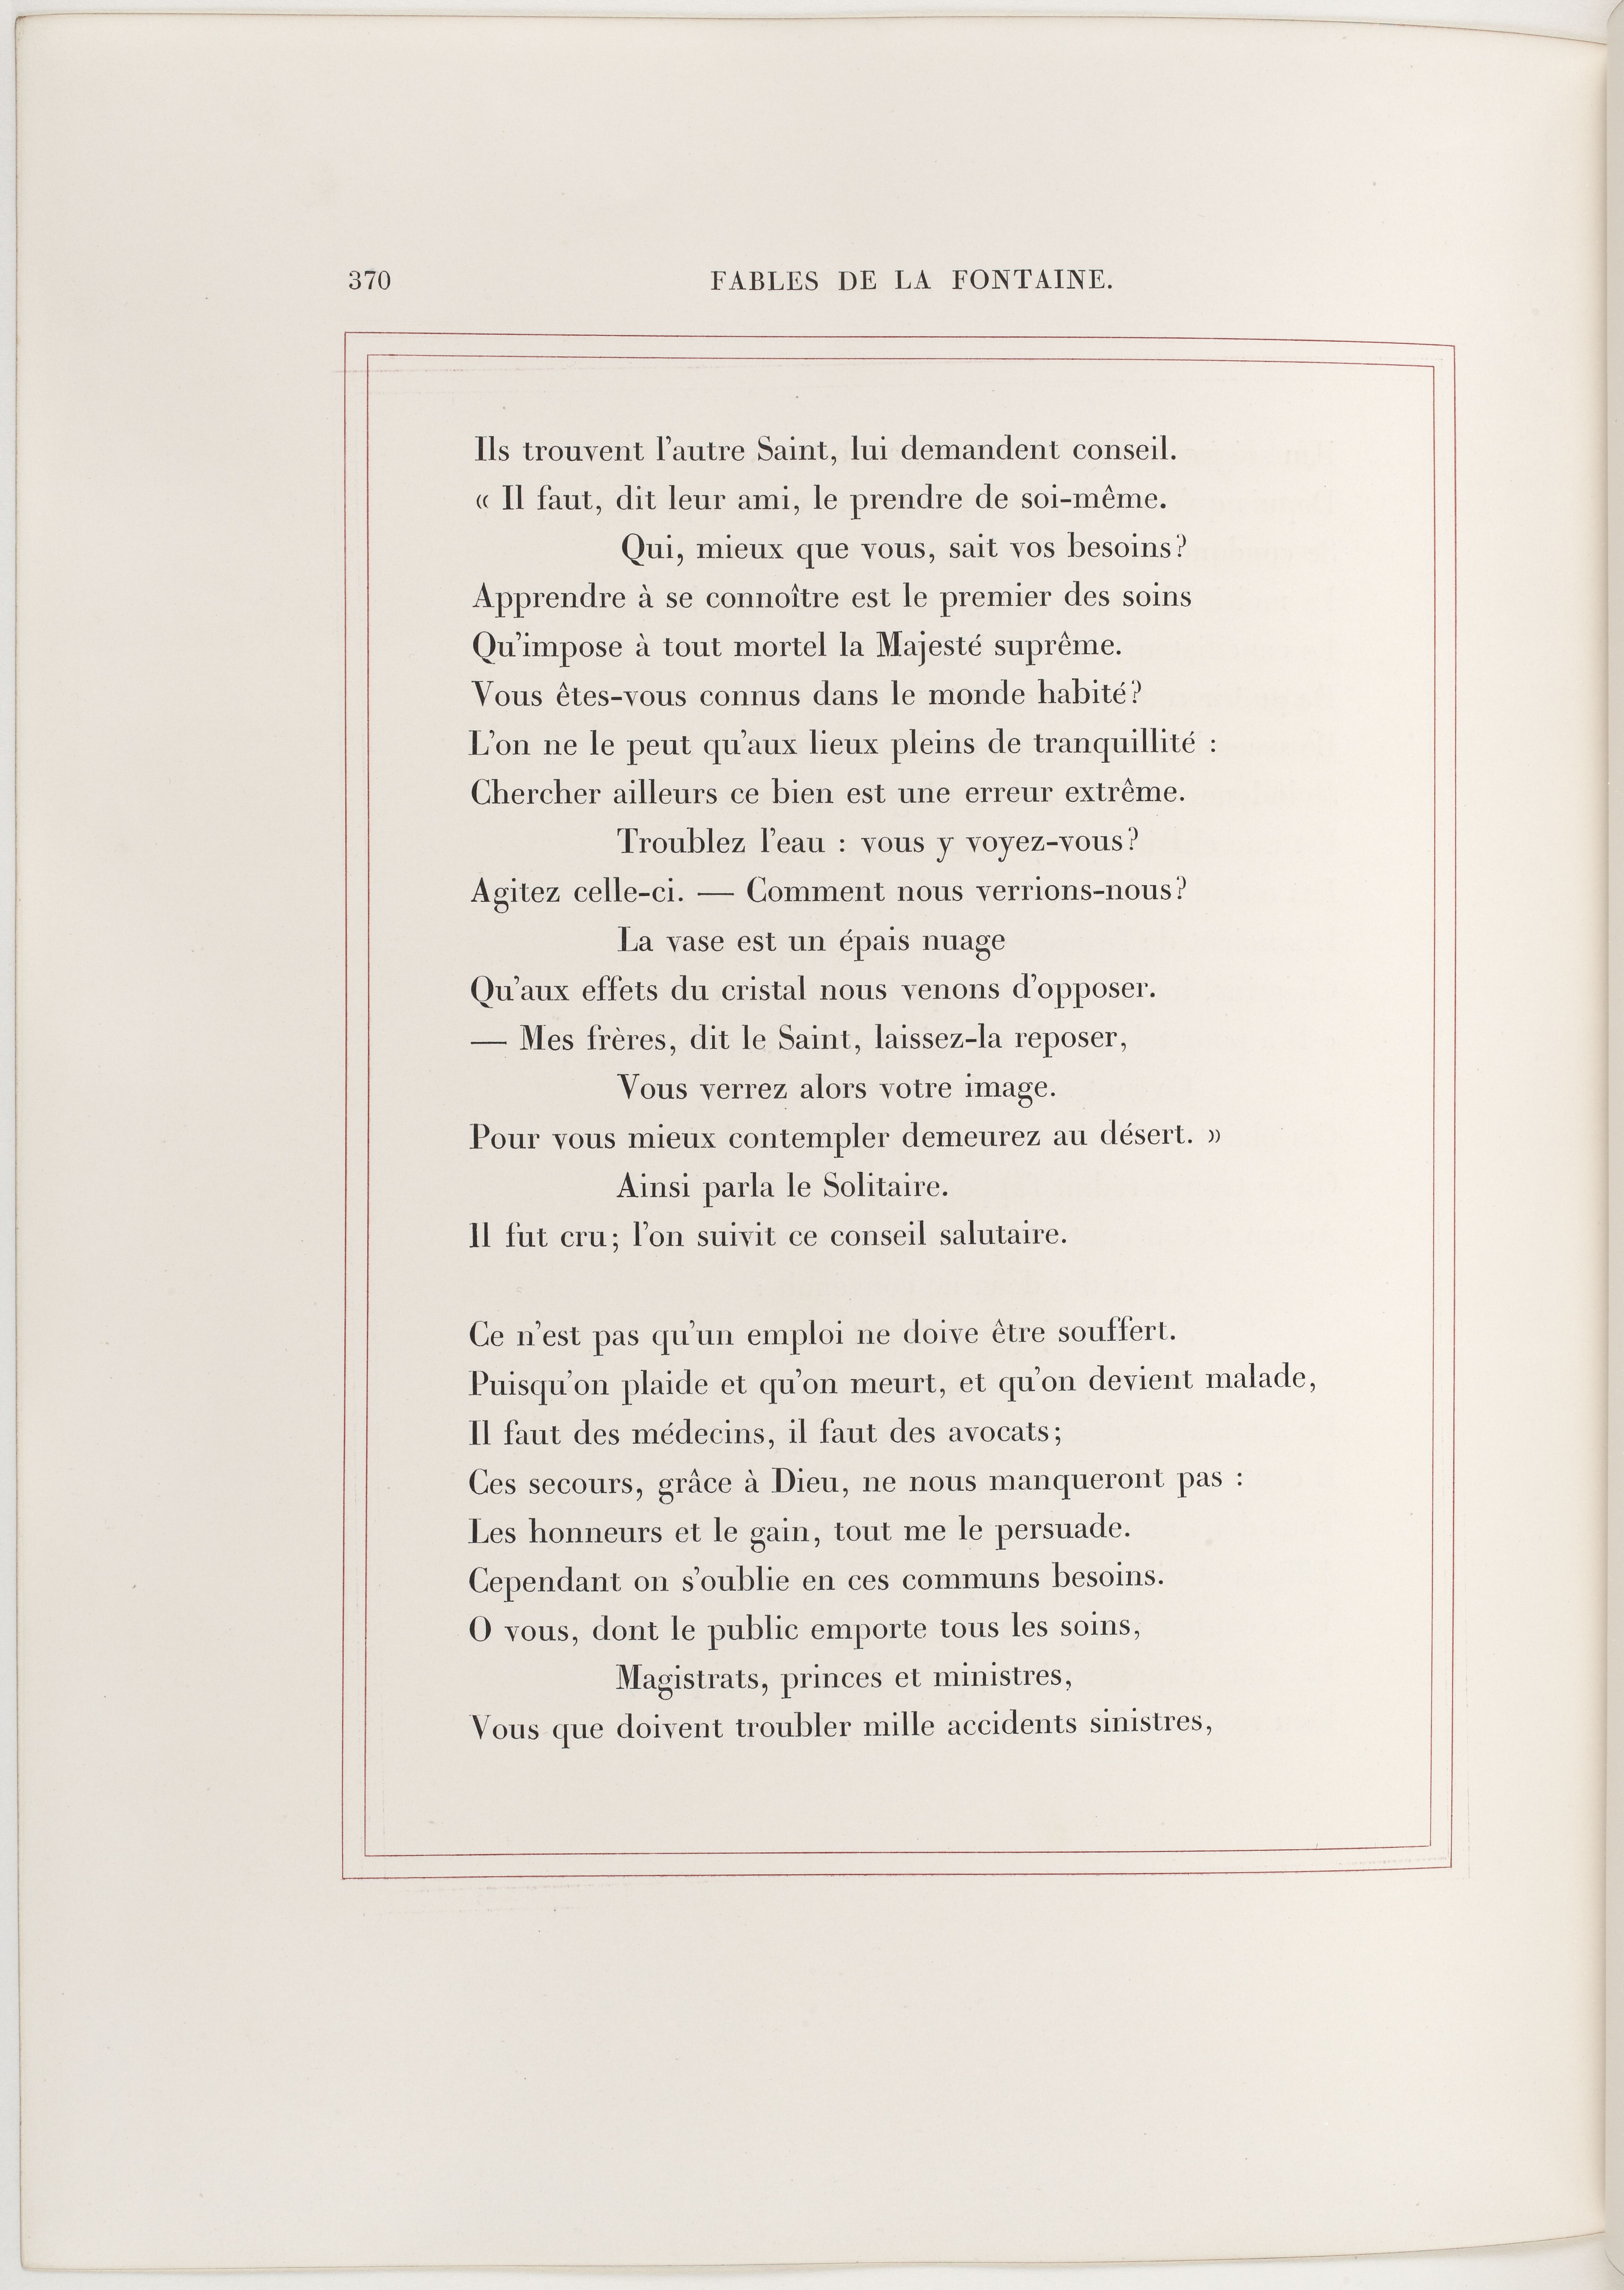 370
FABLES DE LA FONTAINE.
Ils trouvent l'autre Saint, lui demandent conseil.
« Il faut, dit leur ami, le prendre de soi-même.
Qui, mieux que vous, sait vos besoins?
Apprendre à se connoître est le premier des soins
Qu'impose à tout mortel la Majesté suprême.
Vous êtes-vous connus dans le monde habité?
L'on ne le peut qu'aux lieux pleins de tranquillité :
Chercher ailleurs ce bien est une erreur extrême.
Troublez l'eau : vous y voyez-vous?
Agitez celle-ci. — Comment nous verrions-nous?
La vase est un épais nuage
Qu'aux effets du cristal nous venons d'opposer.
— Mes frères, dit le Saint, laissez-la reposer,
Vous verrez alors votre image.
Pour vous mieux contempler demeurez au désert. »
Ainsi parla le Solitaire.
Il fut cru; l'on suivit ce conseil salutaire.
Ce n'est pas qu'un emploi ne doive être souffert.
Puisqu'on plaide et qu'on meurt, et qu'on devient malade,
Il faut des médecins, il faut des avocats;
Ces secours, grâce à Dieu, ne nous manqueront pas :
Les honneurs et le gain, tout me le persuade.
Cependant on s'oublie en ces communs besoins.
O vous, dont le public emporte tous les soins,
Magistrats, princes et ministres,
Vous que doivent troubler mille accidents sinistres,